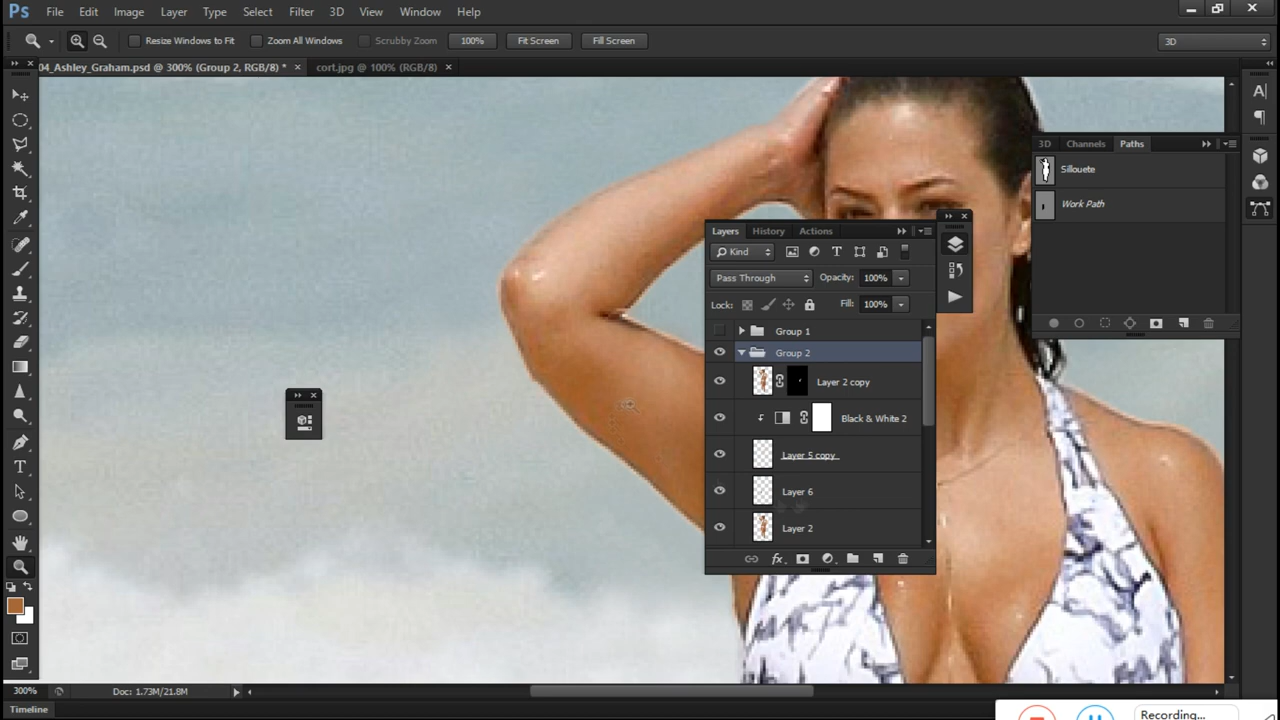 Ps File Edit Image Layer Type Select Filter 3D View Window Help
Resize Windows to Fit Zoom All Windows Scrubby Zoom 100% Fit Screen Fill Screen 3D
04_Ashley_Graham.psd @ 300% (Group 2, RGB/8) * × cort.jpg @ 100% (RGB/8) ×
3D Channels Paths
Sillouete
Work Path
Layers History Actions
Kind
Pass Through Opacity: 100%
Lock: Fill: 100%
Group 1
Group 2
Layer 2 copy
Black & White 2
Layer 5 copy
Layer 6
Layer 2
fx
300% Doc: 1.73M/21.8M
Timeline
Recording...